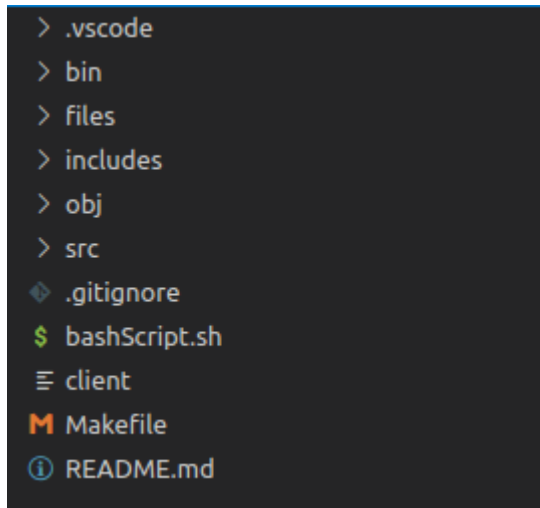 .vscode
bin
files
includes
obj
src
.gitignore
$ bashScript.sh
client
M Makefile
README.md